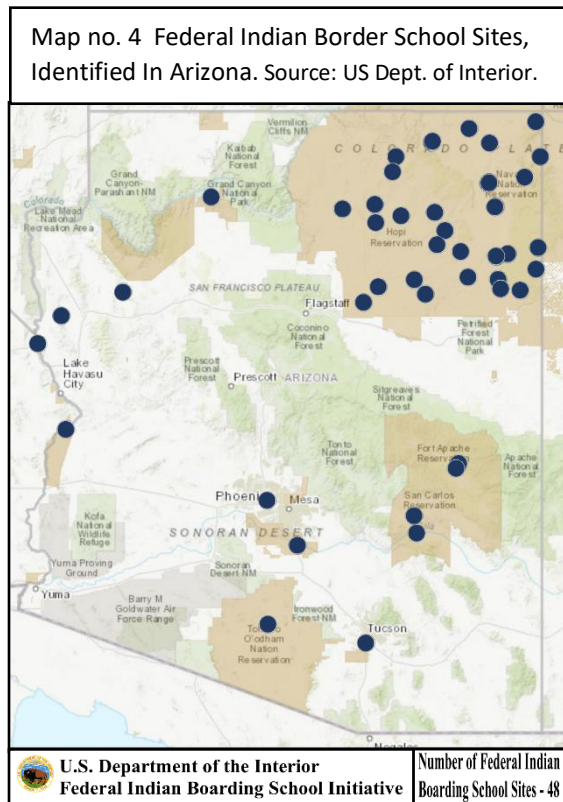 Map no. 4 Federal Indian Border School Sites,
Identified In Arizona. Source: US Dept. of Interior.
Vermilion
Cliffs NM
COLORADO PLATE
Kaibab
National
Forest
Grand
Canyon-
Parashant NM
Grand Canyon
National
Park
Nava
Nation
Reservation
Colorado
Lake Mead
National
Recreation Area
Hopi
Reservation
SAN FRANCISCO PLATEAU
Flagstaff
Coconino
National
Forest
Petrified
Forest
National
Park
Prescott
National
Forest
Lake
Havasu
City
Prescott
ARIZONA
Sitgreaves
National
Forest
Tonto
National
Forest
Fort Apache
Reservation
Apache
National
Forest
Phoeni
Mesa
San Carlos
Reservation
Kofa
National
Wildlife
Refuge
SONORAN DESERT
Gila
Yuma Proving
Ground
Sonoran
Desert NM
Yuma
Barry M
Goldwater Air
Force Range
Ironwood
Forest NM
Tucson
Tohono
O'odham
Nation
Reservation
Nogales
U.S. Department of the Interior
Federal Indian Boarding School Initiative
Number of Federal Indian
Boarding School Sites - 48